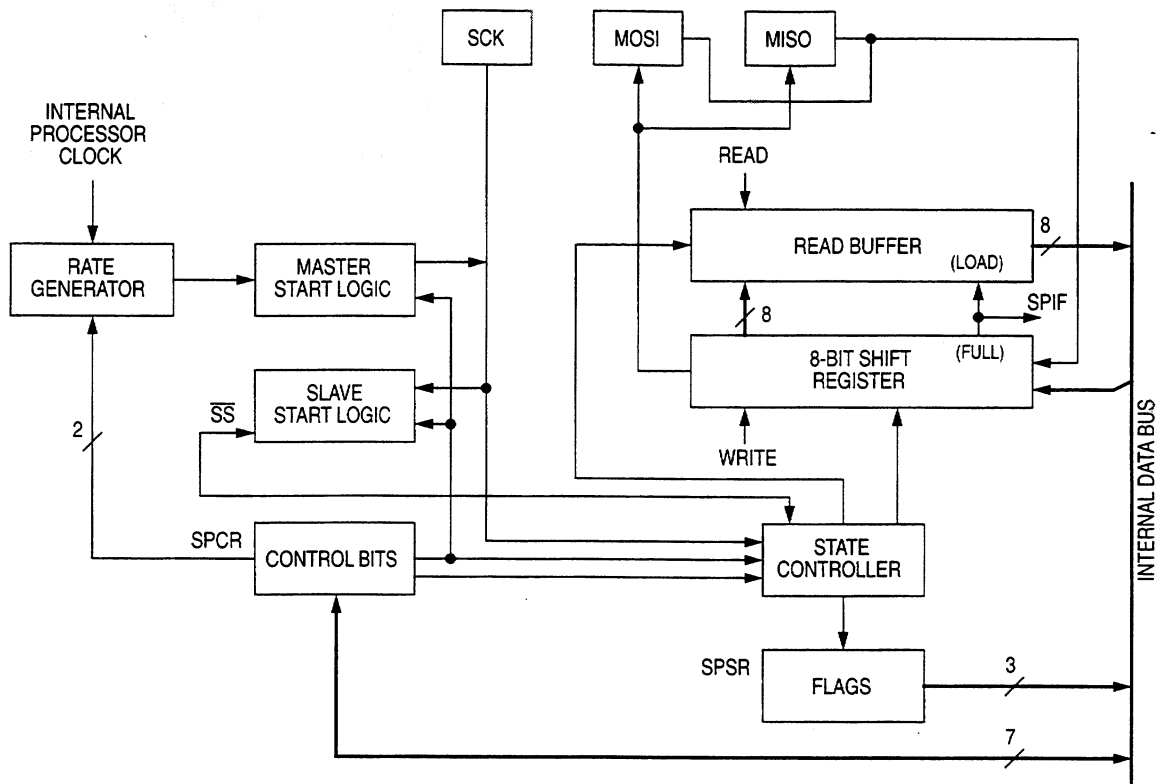 SCK
MOSI
MISO
INTERNAL
PROCESSOR
CLOCK
READ
RATE
GENERATOR
MASTER
START LOGIC
READ BUFFER
(LOAD)
8
8
SPIF
8-BIT SHIFT
REGISTER
(FULL)
SLAVE
START LOGIC
SS
2
WRITE
INTERNAL DATA BUS
SPCR
CONTROL BITS
STATE
CONTROLLER
SPSR
FLAGS
3
7